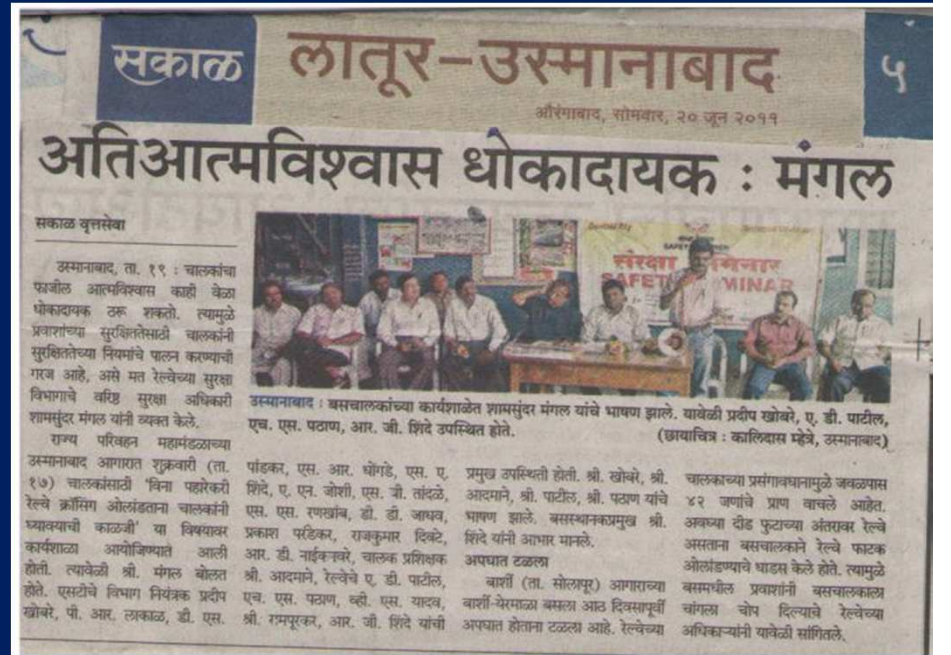 सकाळ
लातूर-उस्मानाबाद
५
औरंगाबाद, सोमवार, २० जून २०११
अतिआत्मविश्वास धोकादायक : मंगल
सकाळ वृत्तसेवा
उस्मानाबाद, ता. १९ : चालकांचा
फाजील आत्मविश्वास काही वेळा
धोकादायक ठरू शकतो. त्यामुळे
प्रवाशांच्या सुरक्षिततेसाठी चालकांनी
सुरक्षिततेच्या नियमांचे पालन करण्याची
गरज आहे, असे मत रेल्वेच्या सुरक्षा
विभागाचे वरिष्ठ सुरक्षा अधिकारी
शामसुंदर मंगल यांनी व्यक्त केले.
राज्य परिवहन महामंडळाच्या
उस्मानाबाद आगारात शुक्रवारी (ता.
१७) चालकांसाठी 'विना पहारेकरी
रेल्वे क्रॉसिंग ओलांडताना चालकांनी
घ्यावयाची काळजी' या विषयावर
कार्यशाळा आयोजिण्यात आली
होती. त्यावेळी श्री. मंगल बोलत
होते. एसटीचे विभाग नियंत्रक प्रदीप
खोबरे, पी. आर. लाकाळ, डी. एस.
संरक्षा सेमिनार
SAFETY SEMINAR
उस्मानाबाद : बसचालकांच्या कार्यशाळेत शामसुंदर मंगल यांचे भाषण झाले. यावेळी प्रदीप खोबरे, ए. डी. पाटील,
एच. एस. पठाण, आर. जी. शिंदे उपस्थित होते.
(छायाचित्र : कालिदास म्हेत्रे, उस्मानाबाद)
पांडकर, एस. आर. घोंगडे, एस. ए.
शिंदे, ए. एन. जोशी, एस. बी. तांदळे,
एस. एस. रणखांब, डी. डी. जाधव,
प्रकाश परंडेकर, राजकुमार दिवटे,
आर. डी. नाईकनवरे, चालक प्रशिक्षक
श्री. आदमाने, रेल्वेचे ए. डी. पाटील,
एच. एस. पठाण, व्ही. एस. यादव,
श्री. रामपूरकर, आर. जी. शिंदे यांची
प्रमुख उपस्थिती होती. श्री. खोबरे, श्री.
आदमाने, श्री. पाटील, श्री. पठाण यांचे
भाषण झाले. बसस्थानकप्रमुख श्री.
शिंदे यांनी आभार मानले.
अपघात टळला
बार्शी (ता. सोलापूर) आगाराच्या
बार्शी-येरमाळा बसला आठ दिवसापूर्वी
अपघात होताना टळला आहे. रेल्वेच्या
चालकाच्या प्रसंगावधानामुळे जवळपास
४२ जणांचे प्राण वाचले आहेत.
अवघ्या दीड फुटाच्या अंतरावर रेल्वे
असताना बसचालकाने रेल्वे फाटक
ओलांडण्याचे धाडस केले होते. त्यामुळे
बसमधील प्रवाशांनी बसचालकाला
चांगला चोप दिल्याचे रेल्वेच्या
अधिकाऱ्यांनी यावेळी सांगितले.